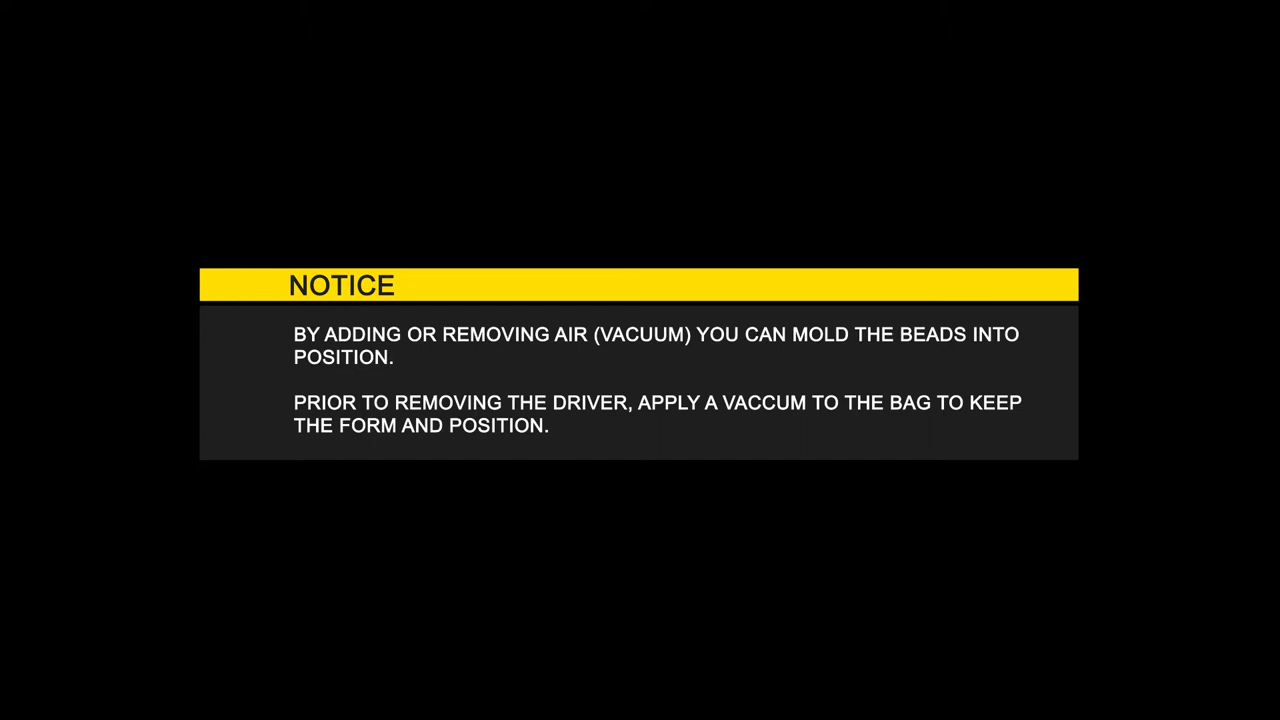 NOTICE
BY ADDING OR REMOVING AIR (VACUUM) YOU CAN MOLD THE BEADS INTO
POSITION.
PRIOR TO REMOVING THE DRIVER, APPLY A VACCUM TO THE BAG TO KEEP
THE FORM AND POSITION.